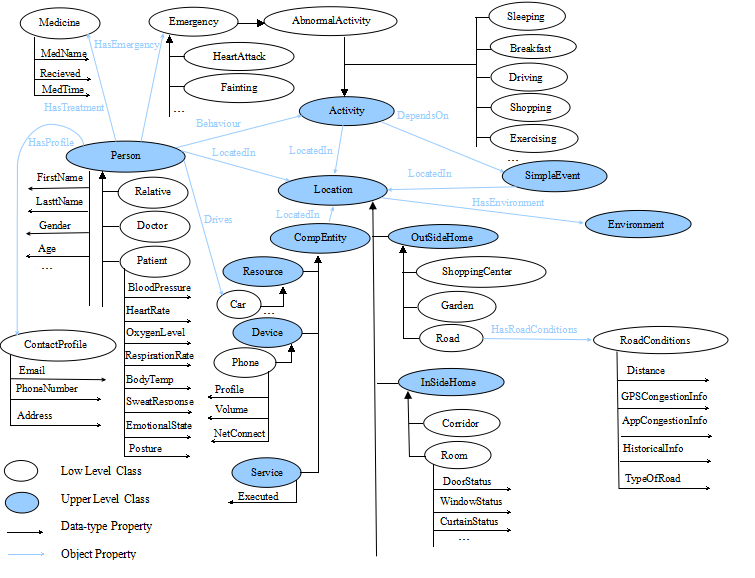 Medicine
MedName
Recieved
MedTime
HasTreatment
HasEmergency
Emergency
HeartAttack
Fainting
...
AbnormalActivity
Sleeping
Breakfast
Driving
Shopping
Exercising
...
Activity
Behaviour
DependsOn
HasProfile
Person
LocatedIn
LocatedIn
LocatedIn
SimpleEvent
Location
HasEnvironment
Environment
FirstName
LasttName
Gender
Age
...
Relative
Doctor
Patient
Drives
LocatedIn
CompEntity
OutSideHome
BloodPressure
HeartRate
OxygenLevel
RespirationRate
BodyTemp
SweatResponse
EmotionalState
Posture
Resource
Car
...
Device
Phone
Profile
Volume
NetConnect
Service
Executed
ShoppingCenter
Garden
Road
HasRoadConditions
RoadConditions
Distance
GPSCongestionInfo
AppCongestionInfo
HistoricalInfo
TypeOfRoad
InSideHome
Corridor
Room
DoorStatus
WindowStatus
CurtainStatus
...
ContactProfile
Email
PhoneNumber
Address
Low Level Class
Upper Level Class
Data-type Property
Object Property